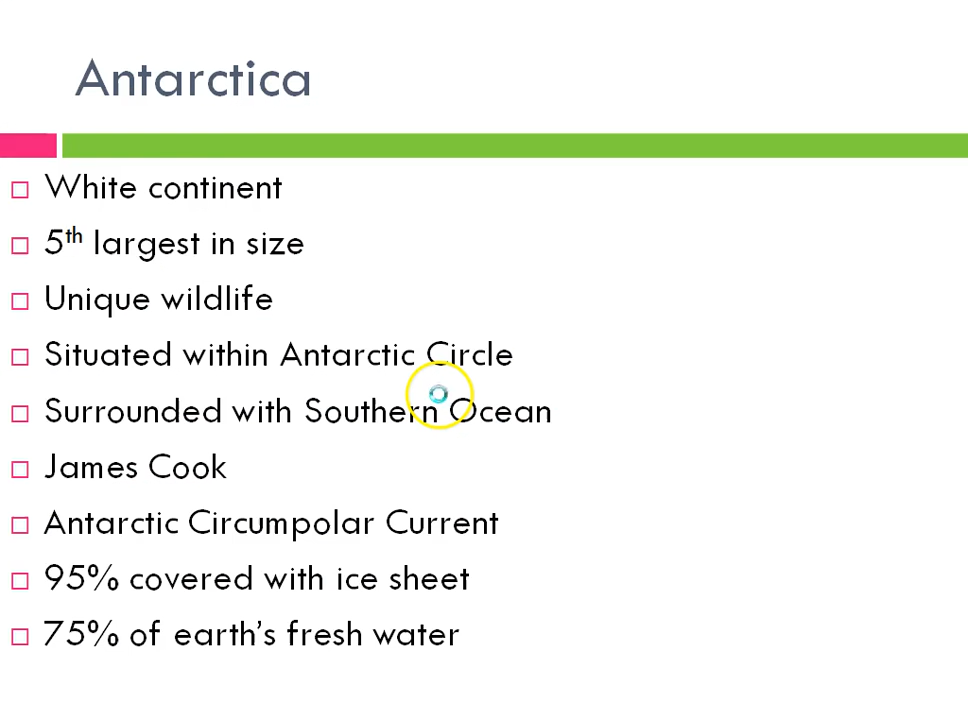 Antarctica
White continent
5th largest in size
Unique wildlife
Situated within Antarctic Circle
Surrounded with Southern Ocean
James Cook
Antarctic Circumpolar Current
95% covered with ice sheet
75% of earth's fresh water